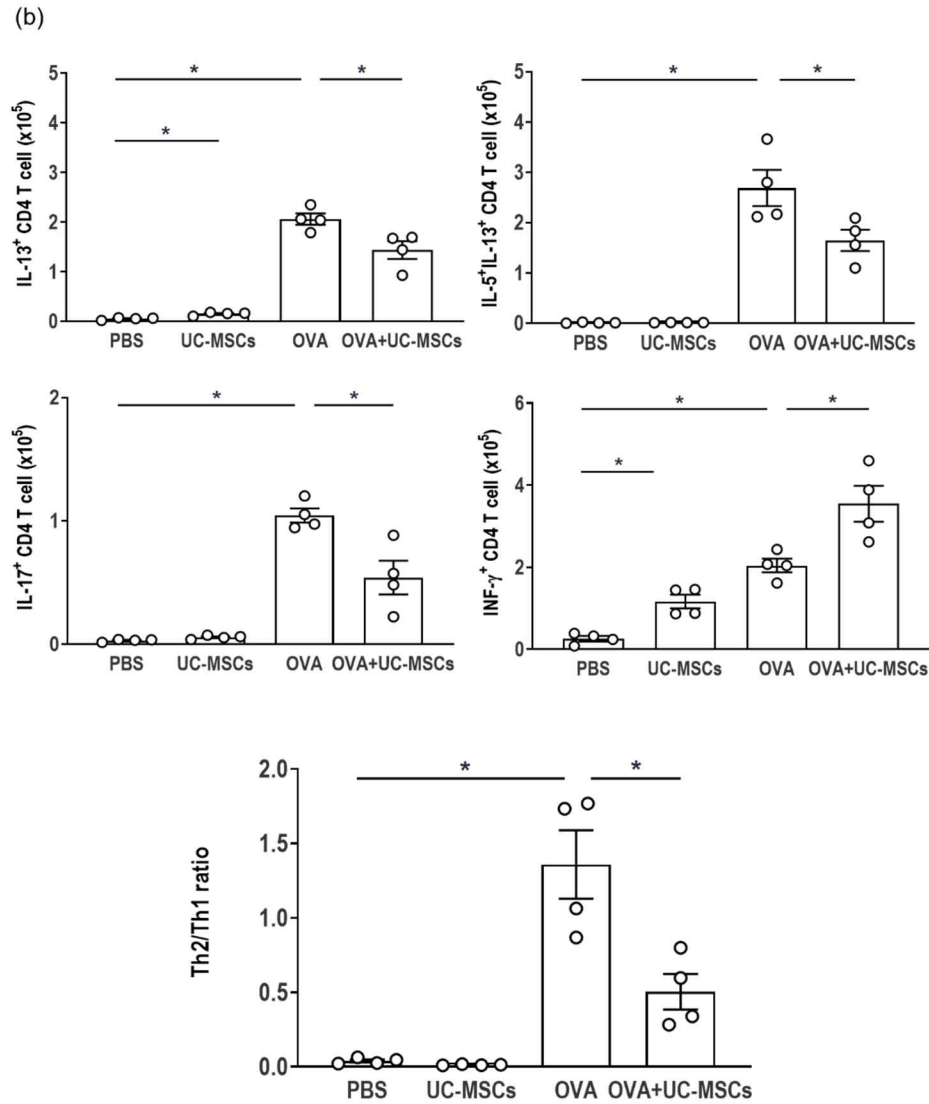 (b)
IL-13⁺ CD4 T cell (x10⁵)
5
4
3
2
1
0
*
*
*
PBS
UC-MSCs
OVA
OVA+UC-MSCs
IL-5⁺IL-13⁺ CD4 T cell (x10⁵)
5
4
3
2
1
0
*
*
PBS
UC-MSCs
OVA
OVA+UC-MSCs
IL-17⁺ CD4 T cell (x10⁵)
2
1
0
*
*
PBS
UC-MSCs
OVA
OVA+UC-MSCs
INF-γ⁺ CD4 T cell (x10⁵)
6
4
2
0
*
*
*
PBS
UC-MSCs
OVA
OVA+UC-MSCs
Th2/Th1 ratio
2.0
1.5
1.0
0.5
0.0
*
*
PBS
UC-MSCs
OVA
OVA+UC-MSCs